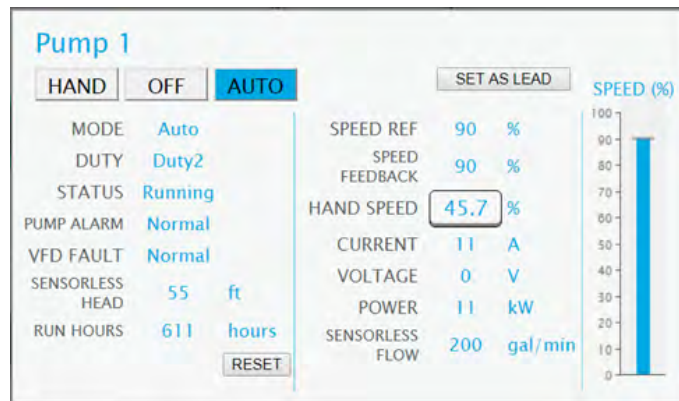 Pump 1
HAND OFF AUTO
SET AS LEAD
SPEED (%)
MODE Auto
DUTY Duty2
STATUS Running
PUMP ALARM Normal
VFD FAULT Normal
SENSORLESS
HEAD 55 ft
RUN HOURS 611 hours
RESET
SPEED REF 90 %
SPEED
FEEDBACK 90 %
HAND SPEED 45.7 %
CURRENT 11 A
VOLTAGE 0 V
POWER 11 kW
SENSORLESS
FLOW 200 gal/min
100
90
80
70
60
50
40
30
20
10
0